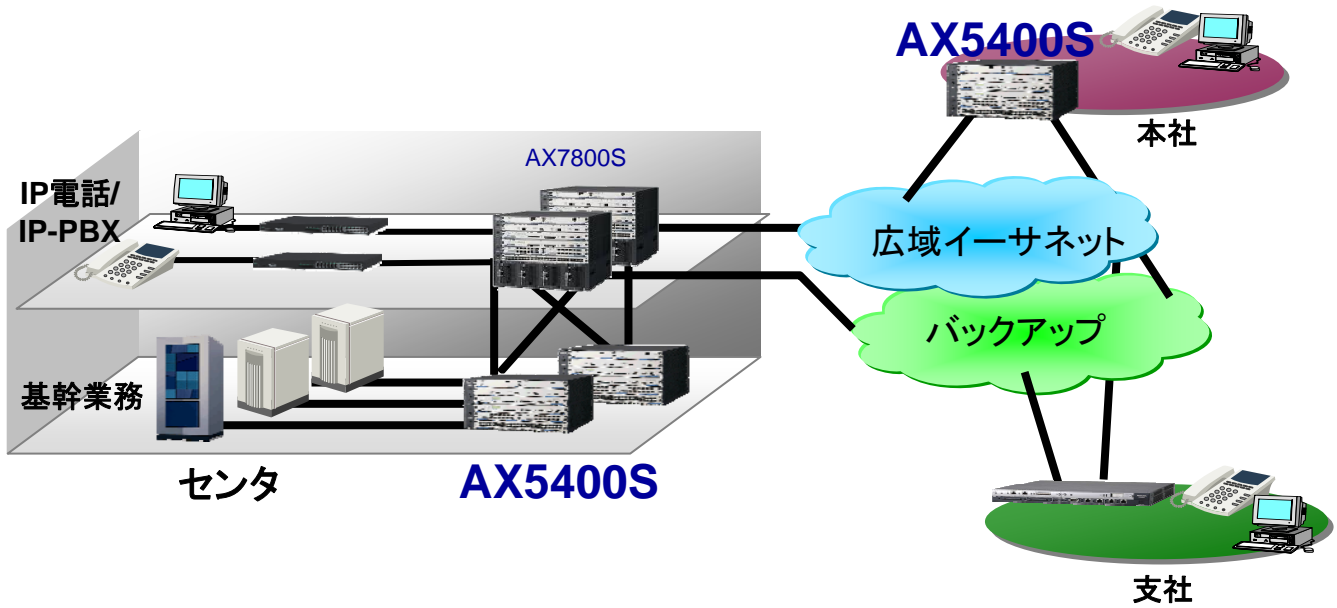 AX5400S
本社
AX7800S
IP電話/
IP-PBX
広域イーサネット
バックアップ
基幹業務
センタ
AX5400S
支社